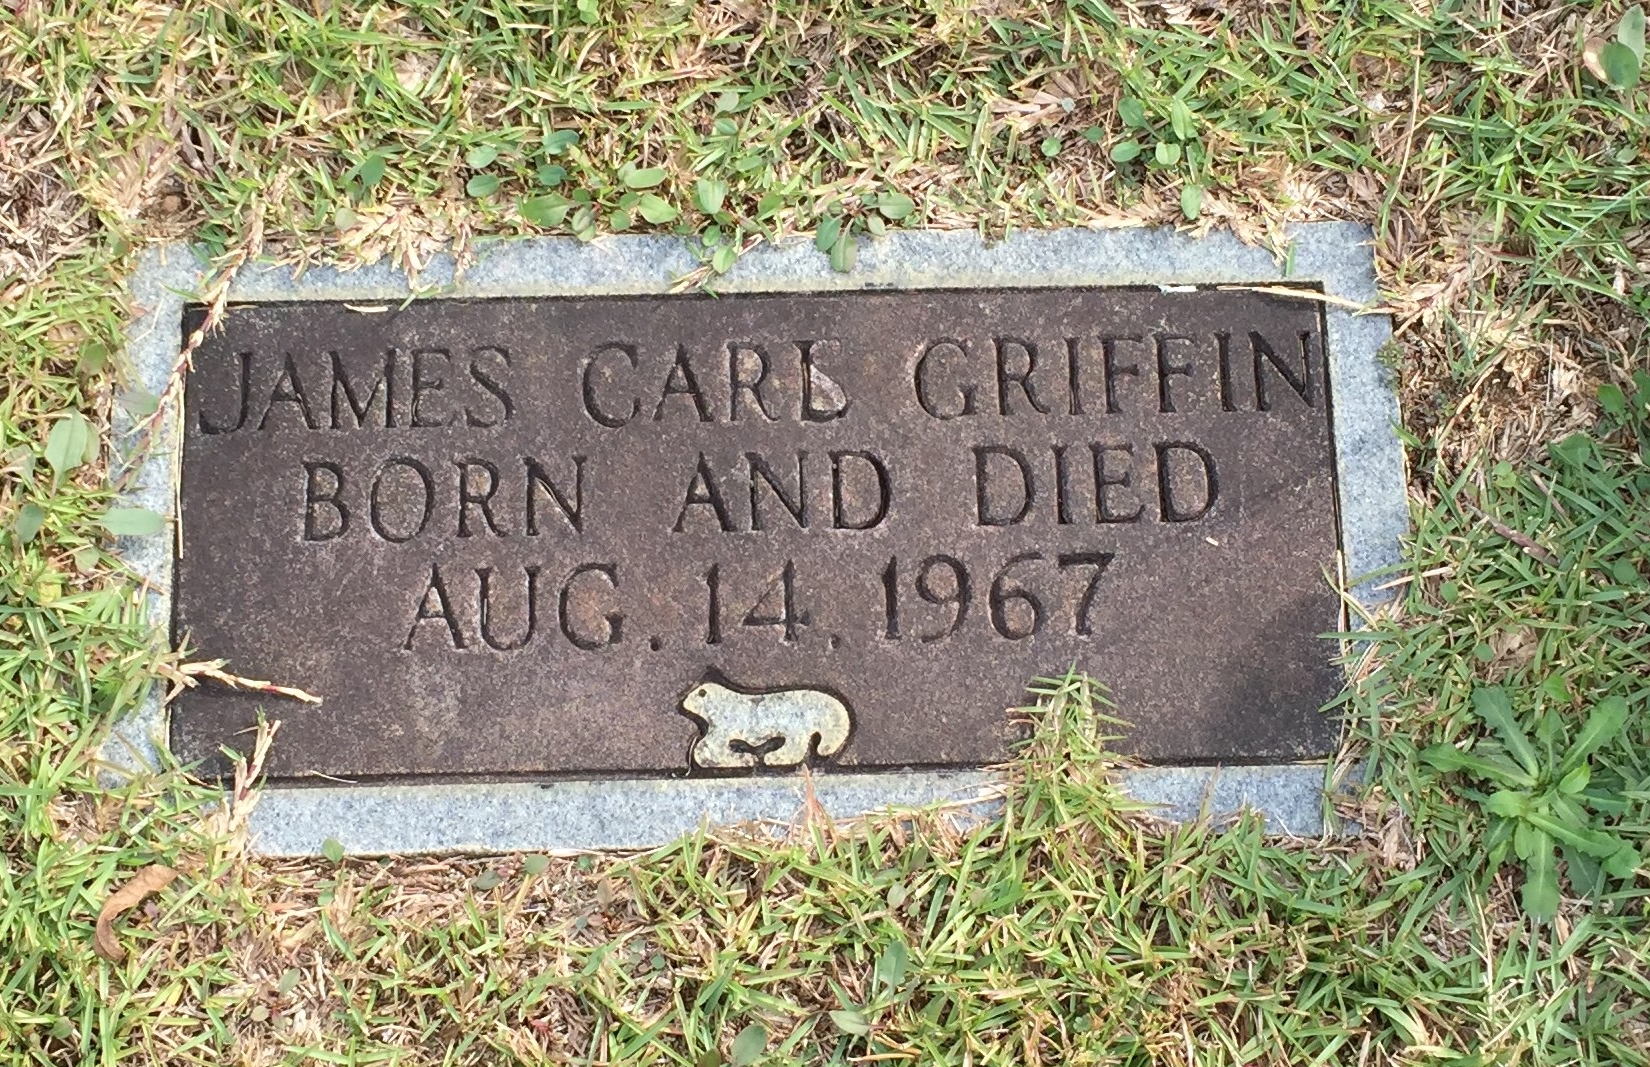 JAMES CARL GRIFFIN
BORN AND DIED
AUG. 14, 1967